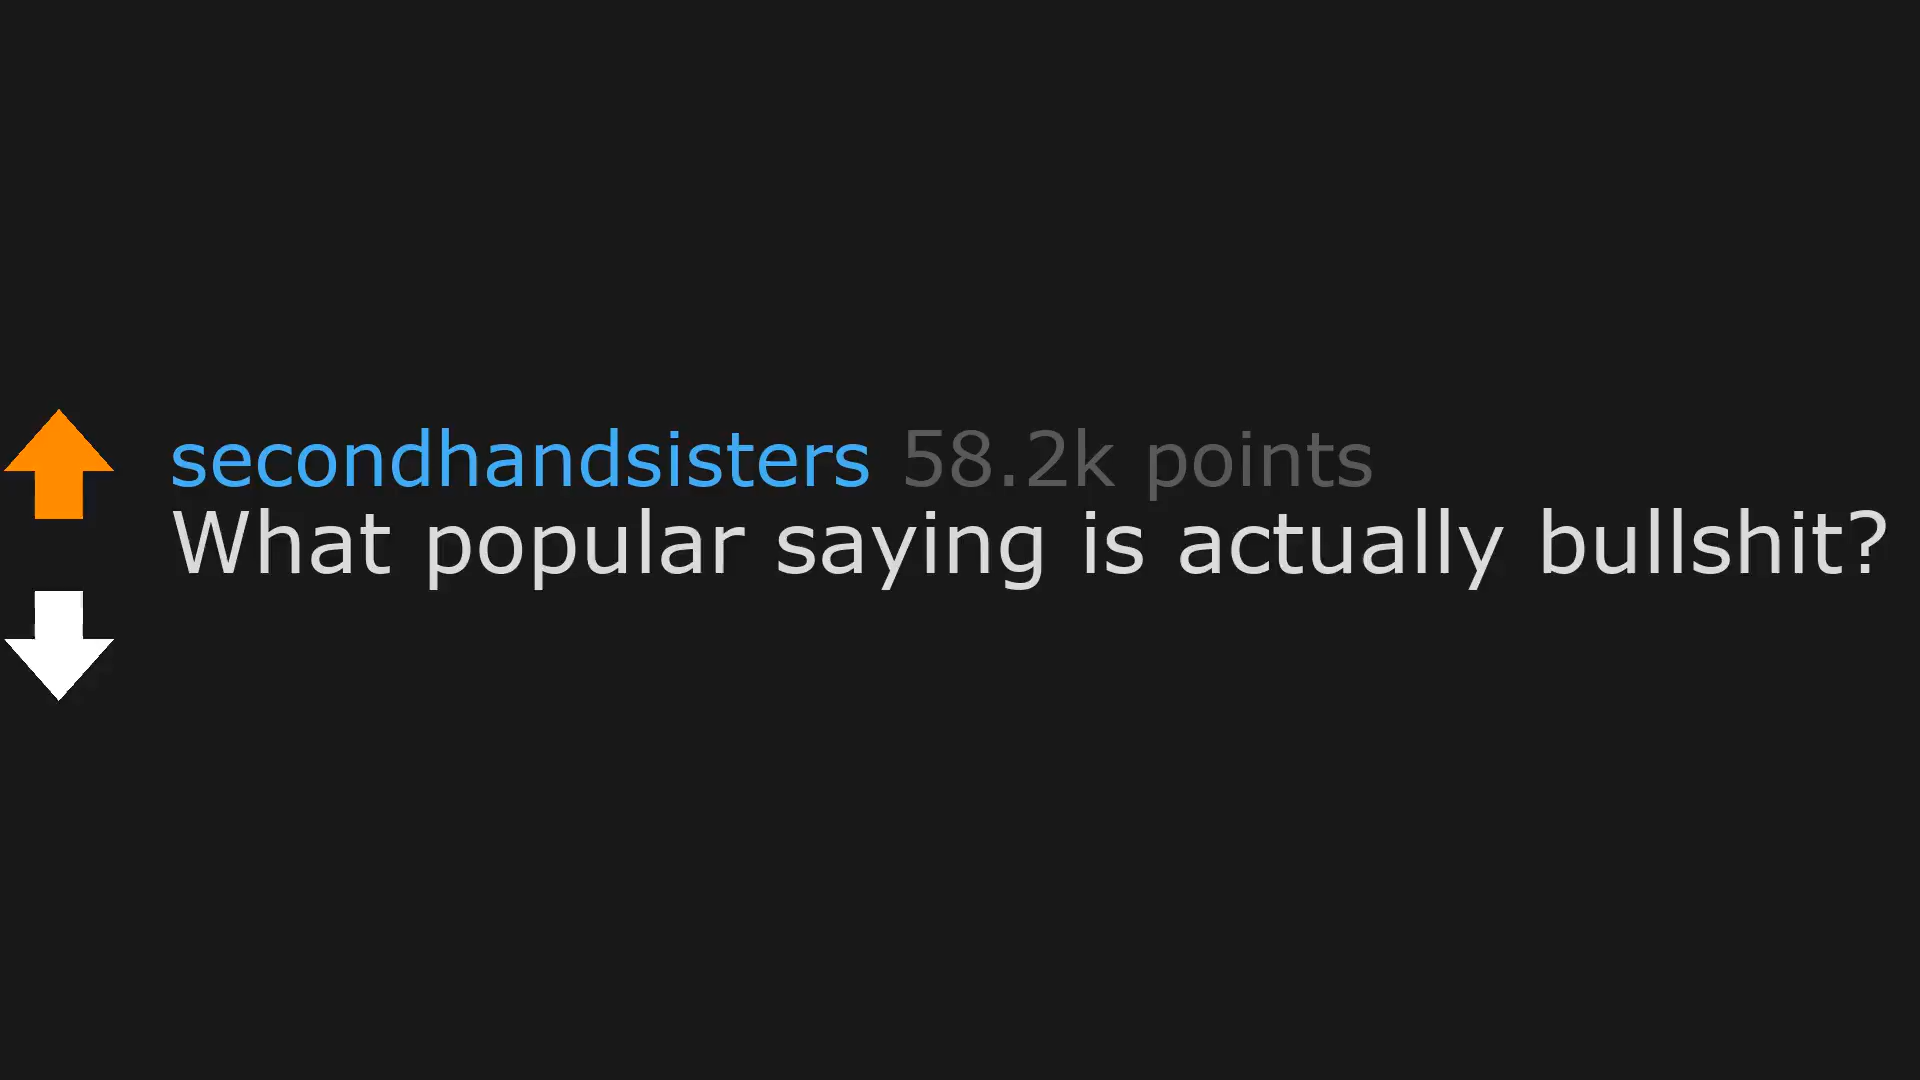 secondhandsisters 58.2k points
What popular saying is actually bullshit?